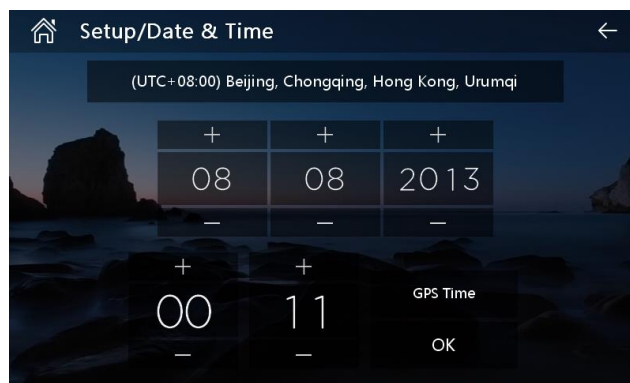 Setup/Date & Time
(UTC+08:00) Beijing, Chongqing, Hong Kong, Urumqi
+ + +
08 08 2013
– – –
+ +
00 11 GPS Time
– – OK